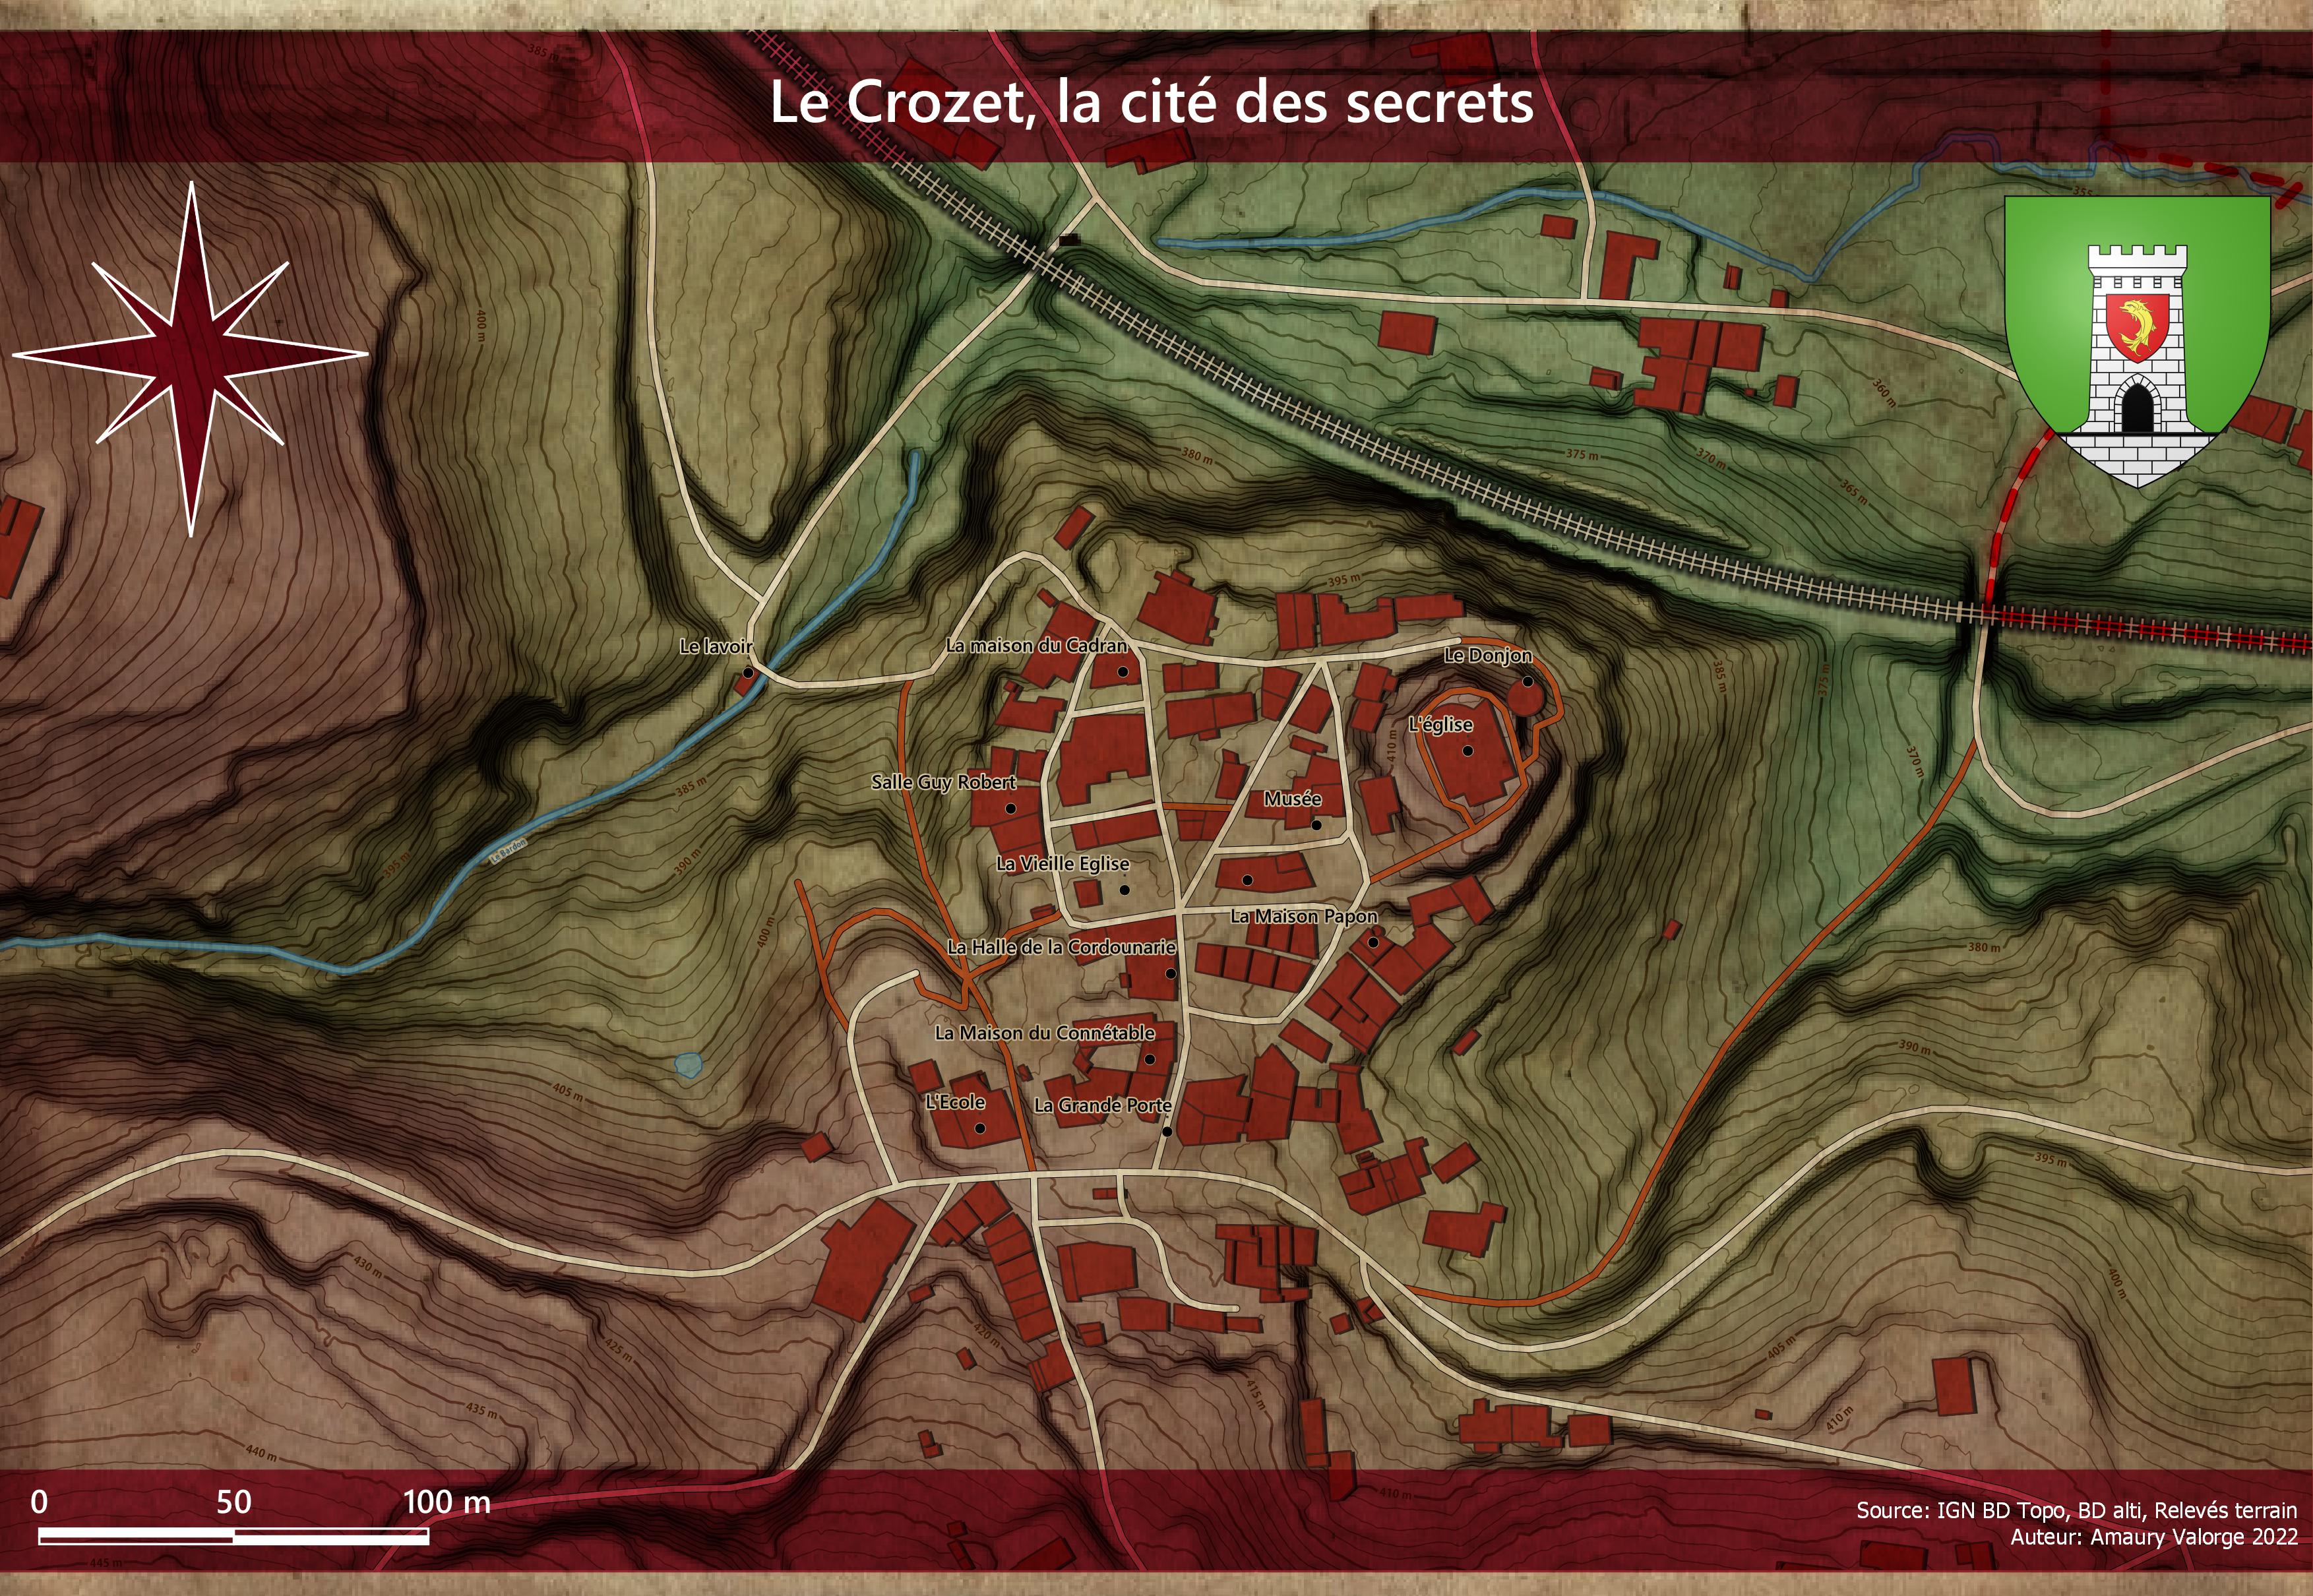 385 m
Le Crozet, la cité des secrets
355
400 m
360 m
380 m
375 m
370 m
365 m
395 m
Le lavoir
La maison du Cadran
Le Donjon
385 m
375 m
L'église
410 m
370 m
385 m
Salle Guy Robert
Musée
Le Bardon
395 m
390 m
La Vieille Eglise
400 m
La Maison Papon
La Halle de la Cordounarie
380 m
La Maison du Connétable
390 m
405 m
L'Ecole
La Grande Porte
395 m
430 m
400 m
420 m
425 m
405 m
415 m
435 m
410 m
440 m
410 m
0 50 100 m
Source: IGN BD Topo, BD alti, Relevés terrain
Auteur: Amaury Valorge 2022
445 m